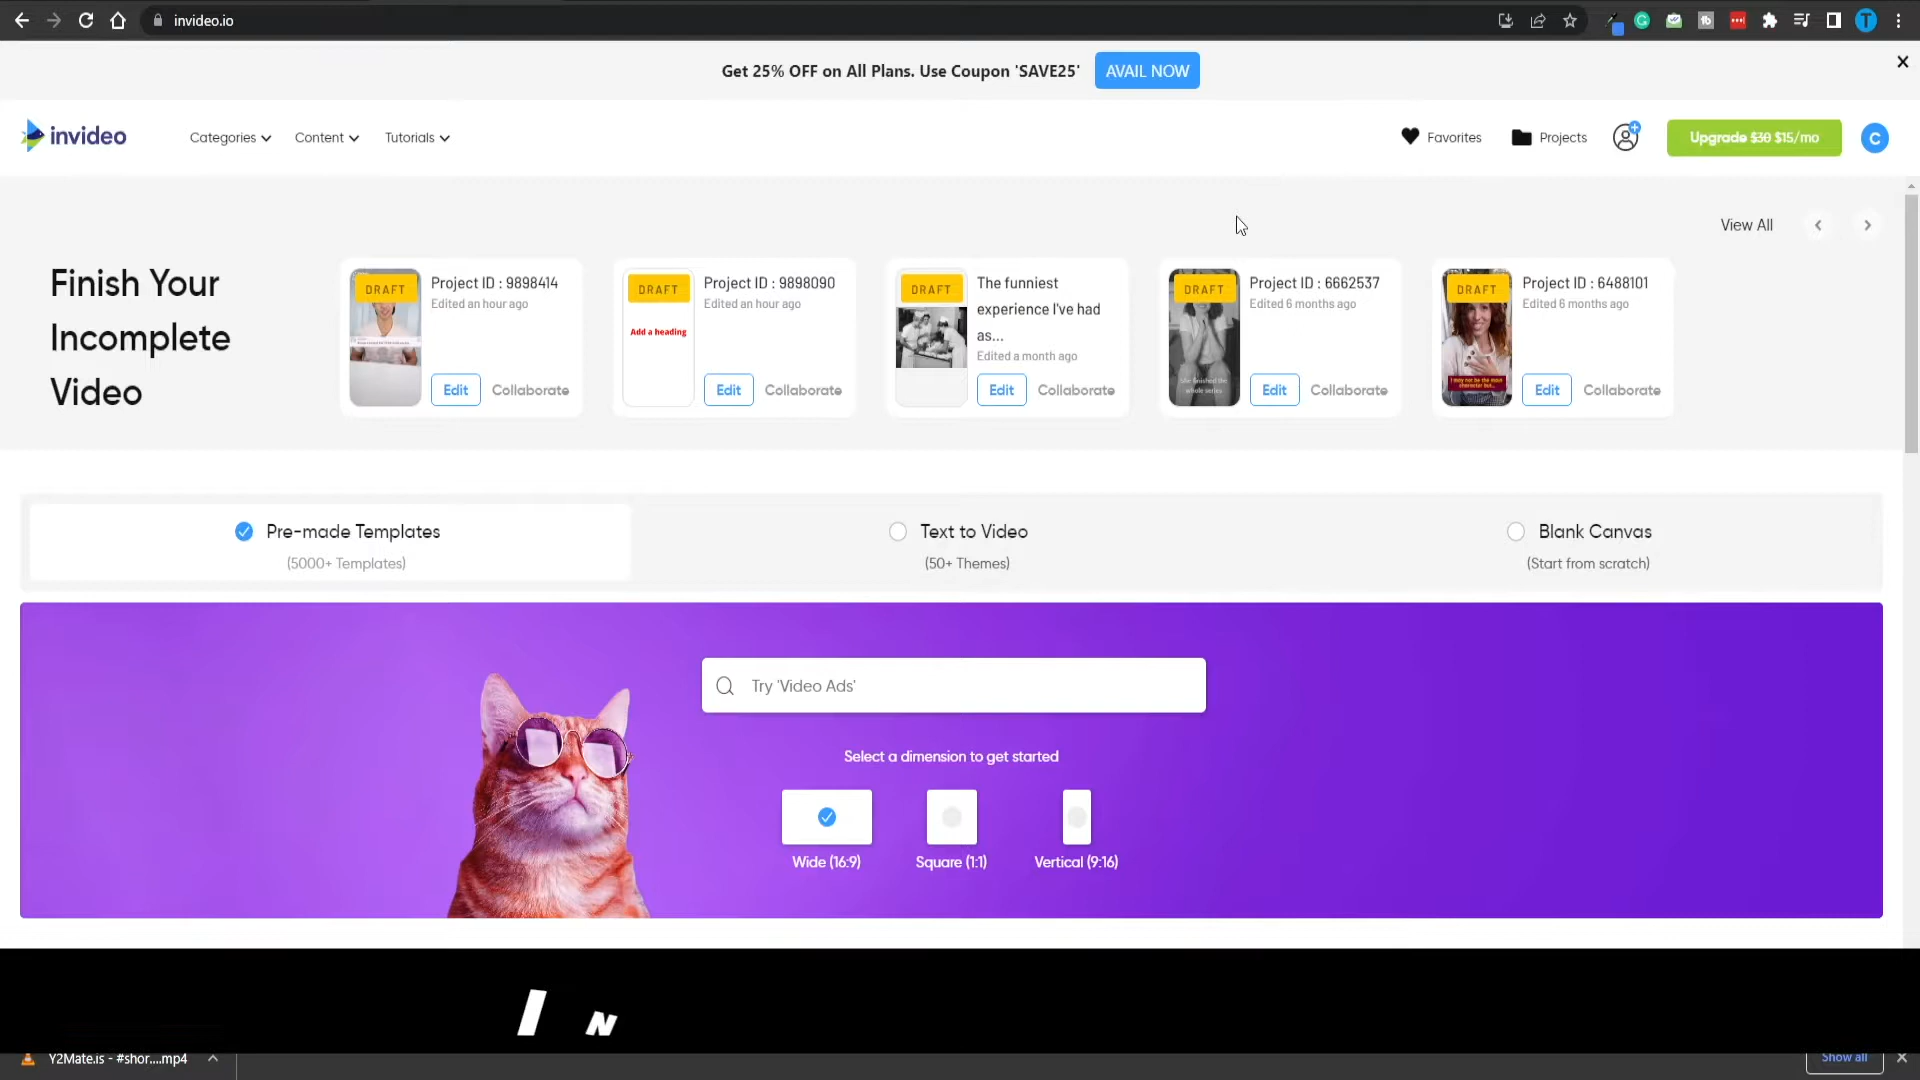 invideo.io
Get 25% OFF on All Plans. Use Coupon 'SAVE25' AVAIL NOW
invideo Categories Content Tutorials Favorites Projects Upgrade $30 $15/mo C
View All
Finish Your
Incomplete
Video
DRAFT
Project ID : 9898414
Edited an hour ago
Edit Collaborate
DRAFT
Add a heading
Project ID : 9898090
Edited an hour ago
Edit Collaborate
DRAFT
The funniest
experience I've had
as...
Edited a month ago
Edit Collaborate
DRAFT
Project ID : 6662537
Edited 6 months ago
Edit Collaborate
DRAFT
Project ID : 6488101
Edited 6 months ago
Edit Collaborate
Pre-made Templates
(5000+ Templates)
Text to Video
(50+ Themes)
Blank Canvas
(Start from scratch)
Try 'Video Ads'
Select a dimension to get started
Wide (16:9) Square (1:1) Vertical (9:16)
I N
Y2Mate.is - #shor....mp4 Show all